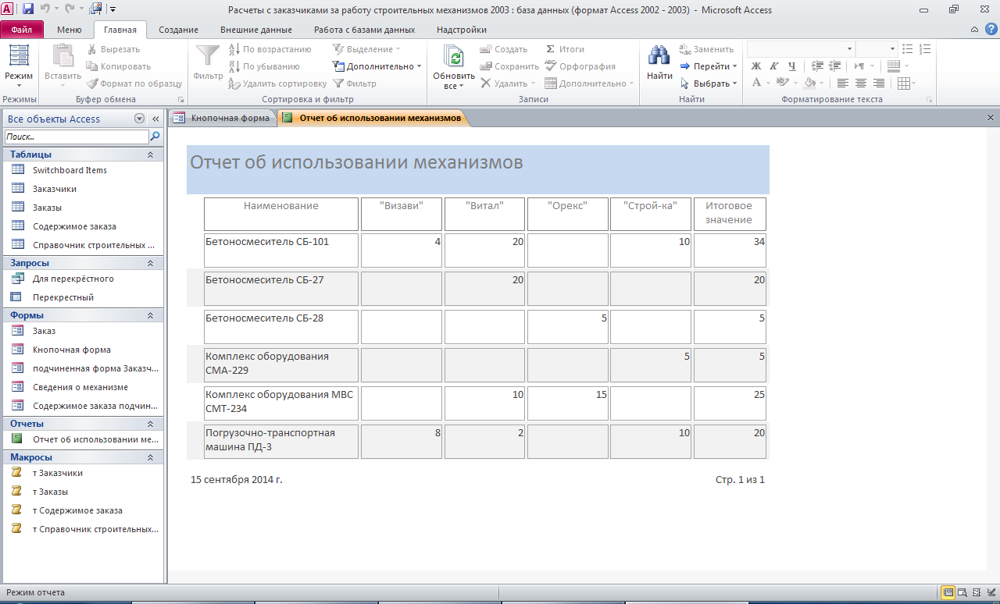 Расчеты с заказчиками за работу строительных механизмов 2003 : база данных (формат Access 2002 - 2003) - Microsoft Access
Файл Меню Главная Создание Внешние данные Работа с базами данных Надстройки
Режим
Режимы
Вставить
Вырезать
Копировать
Формат по образцу
Буфер обмена
Фильтр
По возрастанию
По убыванию
Удалить сортировку
Выделение
Дополнительно
Фильтр
Сортировка и фильтр
Обновить все
Создать
Сохранить
Удалить
Итоги
Орфография
Дополнительно
Записи
Найти
Заменить
Перейти
Выбрать
Найти
Ж К Ч
А
Форматирование текста
Все объекты Access
Поиск...
Таблицы
Switchboard Items
Заказчики
Заказы
Содержимое заказа
Справочник строительных ...
Запросы
Для перекрёстного
Перекрестный
Формы
Заказ
Кнопочная форма
подчиненная форма Заказч...
Сведения о механизме
Содержимое заказа подчин...
Отчеты
Отчет об использовании ме...
Макросы
т Заказчики
т Заказы
т Содержимое заказа
т Справочник строительных...
Кнопочная форма Отчет об использовании механизмов
Отчет об использовании механизмов
Наименование "Визави" "Витал" "Орекс" "Строй-ка" Итоговое
значение
Бетоносмеситель СБ-101 4 20 10 34
Бетоносмеситель СБ-27 20 20
Бетоносмеситель СБ-28 5 5
Комплекс оборудования
СМА-229 5 5
Комплекс оборудования МВС
СМТ-234 10 15 25
Погрузочно-транспортная
машина ПД-3 8 2 10 20
15 сентября 2014 г. Стр. 1 из 1
Режим отчета